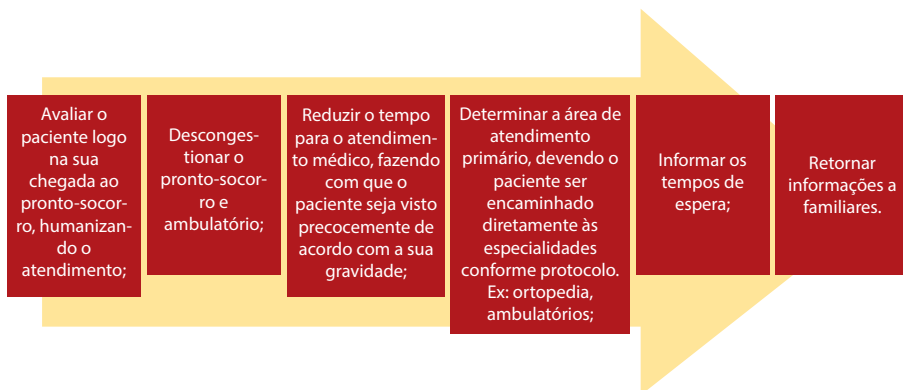 Avaliar o
paciente logo
na sua
chegada ao
pronto-socor-
ro, humanizan-
do o
atendimento;
Desconges-
tionar o
pronto-socor-
ro e
ambulatório;
Reduzir o tempo
para o atendimen-
to médico, fazendo
com que o
paciente seja visto
precocemente de
acordo com a sua
gravidade;
Determinar a área de
atendimento
primário, devendo o
paciente ser
encaminhado
diretamente às
especialidades
conforme protocolo.
Ex: ortopedia,
ambulatórios;
Informar os
tempos de
espera;
Retornar
informações a
familiares.